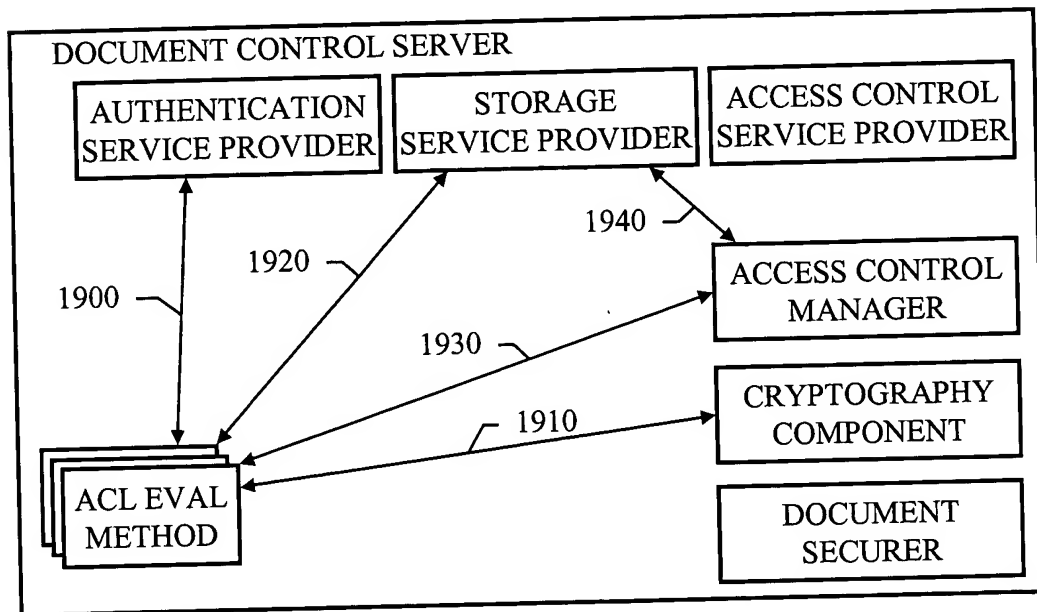 DOCUMENT CONTROL SERVER
AUTHENTICATION
SERVICE PROVIDER
STORAGE
SERVICE PROVIDER
ACCESS CONTROL
SERVICE PROVIDER
1940
1920
1900
ACCESS CONTROL
MANAGER
1930
CRYPTOGRAPHY
COMPONENT
1910
ACL EVAL
METHOD
DOCUMENT
SECURER